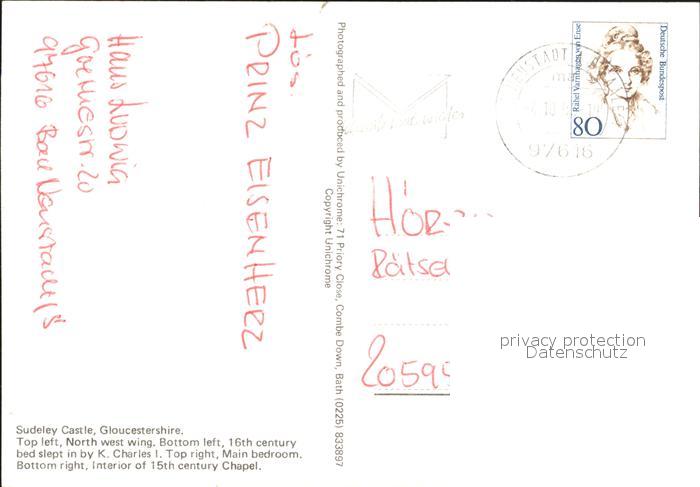 Hans Ludwig
Goethestr. 20
97616 Bad Neustadt/S
Lös.
PRINZ EISENHERZ
Photographed and produced by Unichrome: 71 Priory Close, Combe Down, Bath (0225) 833897
Copyright Unichrome
Deutsche Bundespost
Rahel Varnhagen von Ense
80
97616
HÖR
Rätsel
20595
privacy protection
Datenschutz
Sudeley Castle, Gloucestershire.
Top left, North west wing. Bottom left, 16th century
bed slept in by K. Charles I. Top right, Main bedroom.
Bottom right, Interior of 15th century Chapel.